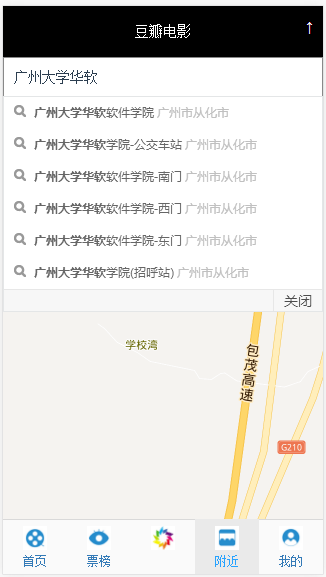 豆瓣电影
↑
广州大学华软
广州大学华软软件学院 广州市从化市
广州大学华软学院-公交车站 广州市从化市
广州大学华软软件学院-南门 广州市从化市
广州大学华软软件学院-西门 广州市从化市
广州大学华软软件学院-东门 广州市从化市
广州大学华软学院(招呼站) 广州市从化市
关闭
学校湾
包茂高速
G210
首页 票榜 附近 我的